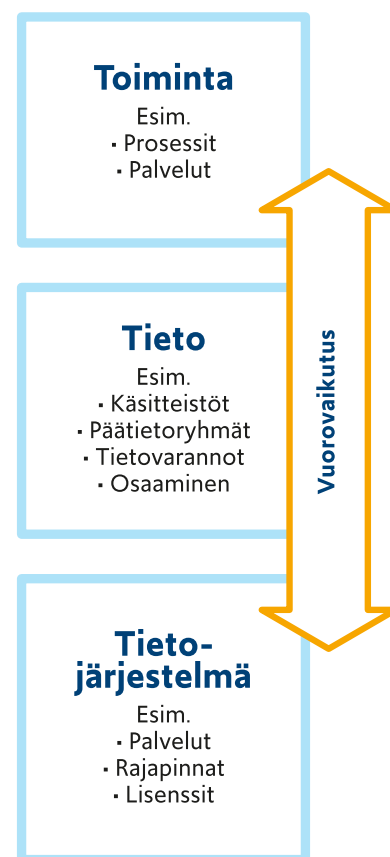 Toiminta
Esim.
· Prosessit
· Palvelut
Tieto
Esim.
· Käsitteistöt
· Päätietoryhmät
· Tietovarannot
· Osaaminen
Vuorovaikutus
Tieto-
järjestelmä
Esim.
· Palvelut
· Rajapinnat
· Lisenssit